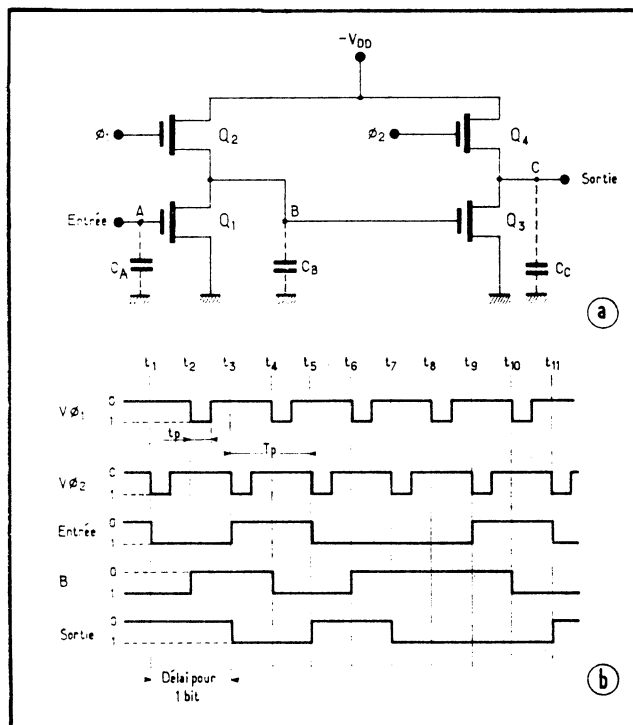 -VDD
ø1 Q2 ø2 Q4
C Sortie
Entrée A Q1 B Q3
CA CB CC
a
t1 t2 t3 t4 t5 t6 t7 t8 t9 t10 t11
Vø1 0 1
tp Tp
Vø2 0 1
Entrée 0 1
B 0 1
Sortie 0 1
Délai pour
1 bit
b